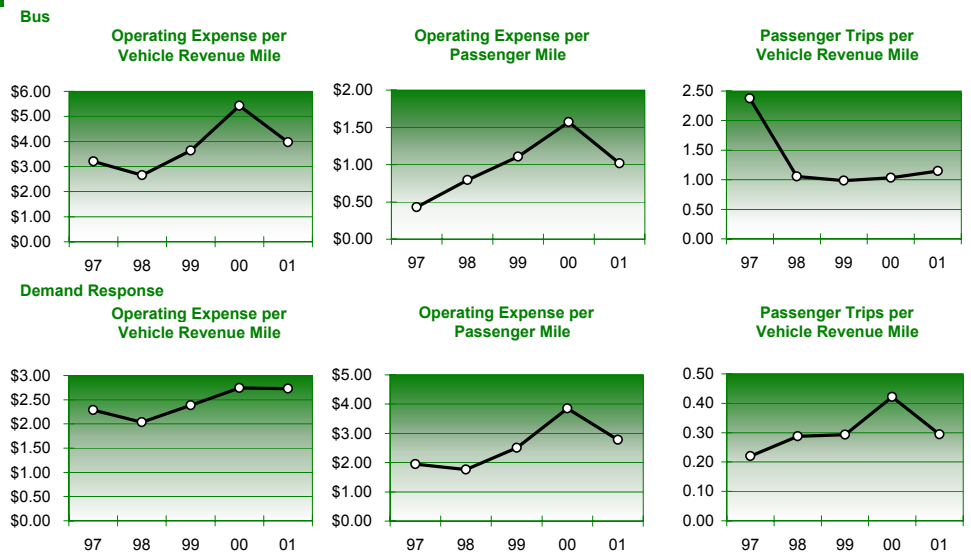 Bus
Operating Expense per
Vehicle Revenue Mile
$6.00
$5.00
$4.00
$3.00
$2.00
$1.00
$0.00
97 98 99 00 01
Operating Expense per
Passenger Mile
$2.00
$1.50
$1.00
$0.50
$0.00
97 98 99 00 01
Passenger Trips per
Vehicle Revenue Mile
2.50
2.00
1.50
1.00
0.50
0.00
97 98 99 00 01
Demand Response
Operating Expense per
Vehicle Revenue Mile
$3.00
$2.50
$2.00
$1.50
$1.00
$0.50
$0.00
97 98 99 00 01
Operating Expense per
Passenger Mile
$5.00
$4.00
$3.00
$2.00
$1.00
$0.00
97 98 99 00 01
Passenger Trips per
Vehicle Revenue Mile
0.50
0.40
0.30
0.20
0.10
0.00
97 98 99 00 01